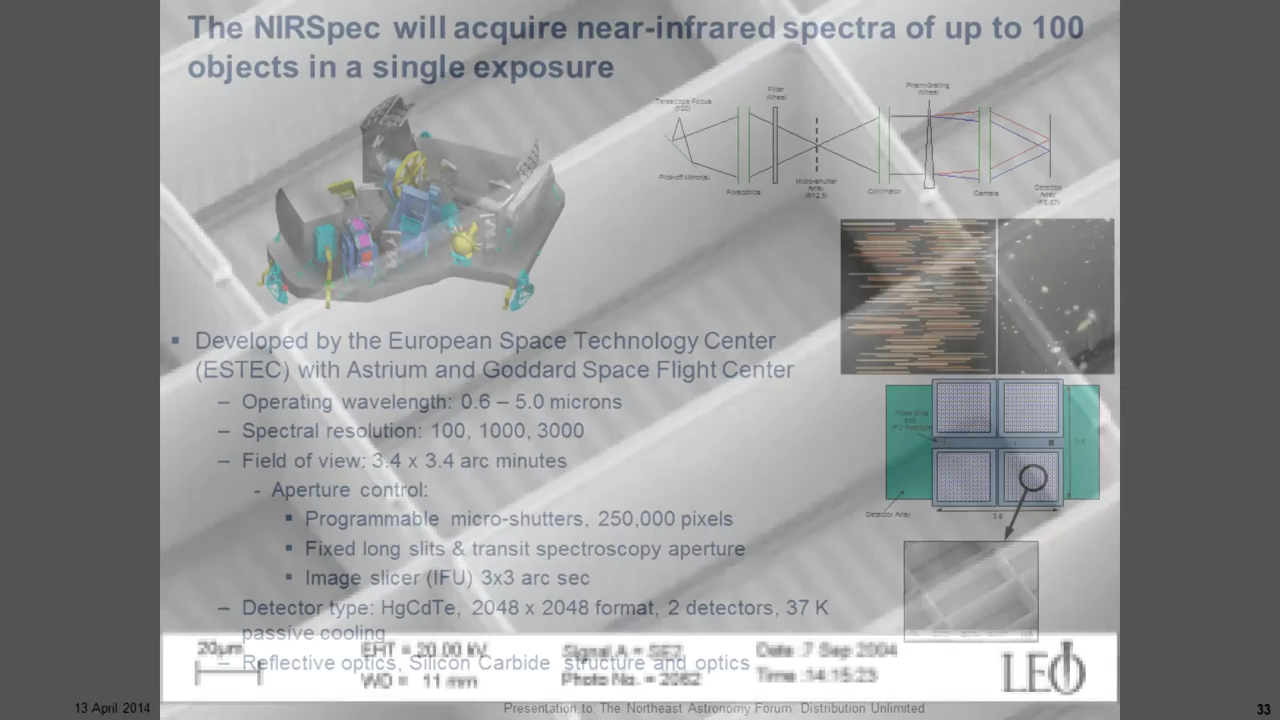 The NIRSpec will acquire near-infrared spectra of up to 100
objects in a single exposure
Telescope Focus
(f/20)
Pick-off Mirror(s)
Foreoptics
Filter
Wheel
Micro-shutter
Array
(f/12.5)
Collimator
Prism/Grating
Wheel
Camera
Detector
Array
(f/5.67)
▪ Developed by the European Space Technology Center
(ESTEC) with Astrium and Goddard Space Flight Center
– Operating wavelength: 0.6 – 5.0 microns
– Spectral resolution: 100, 1000, 3000
– Field of view: 3.4 x 3.4 arc minutes
- Aperture control:
▪ Programmable micro-shutters, 250,000 pixels
▪ Fixed long slits & transit spectroscopy aperture
▪ Image slicer (IFU) 3x3 arc sec
– Detector type: HgCdTe, 2048 x 2048 format, 2 detectors, 37 K
passive cooling
– Reflective optics, Silicon Carbide structure and optics
Detector Array
20µm
EHT = 20.00 kV
WD = 11 mm
Signal A = SE2
Photo No. = 2062
Date :7 Sep 2004
Time :14:15:23
LEO
13 April 2014
Presentation to: The Northeast Astronomy Forum: Distribution Unlimited
33